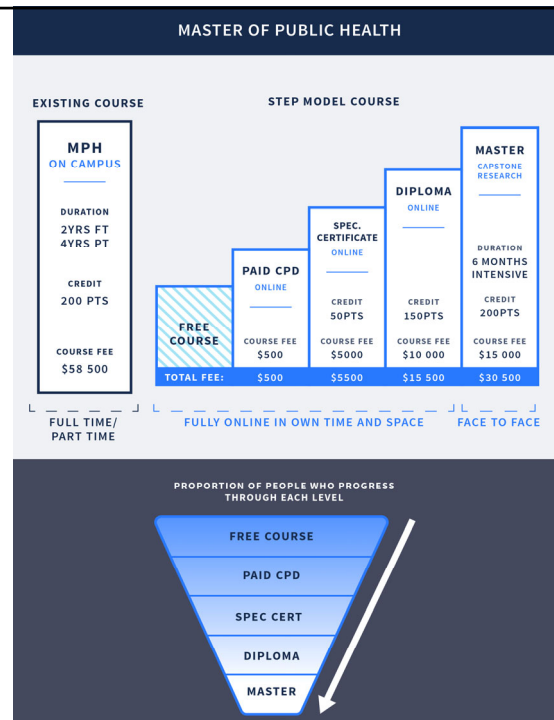 MASTER OF PUBLIC HEALTH
EXISTING COURSE
MPH
ON CAMPUS
DURATION
2YRS FT
4YRS PT
CREDIT
200 PTS
COURSE FEE
$58 500
FULL TIME/
PART TIME
STEP MODEL COURSE
FREE
COURSE
PAID CPD
ONLINE
COURSE FEE
$500
SPEC.
CERTIFICATE
ONLINE
CREDIT
50PTS
COURSE FEE
$5000
DIPLOMA
ONLINE
CREDIT
150PTS
COURSE FEE
$10 000
MASTER
CAPSTONE
RESEARCH
DURATION
6 MONTHS
INTENSIVE
CREDIT
200PTS
COURSE FEE
$15 000
TOTAL FEE: $500 $5500 $15 500 $30 500
FULLY ONLINE IN OWN TIME AND SPACE
FACE TO FACE
PROPORTION OF PEOPLE WHO PROGRESS
THROUGH EACH LEVEL
FREE COURSE
PAID CPD
SPEC CERT
DIPLOMA
MASTER